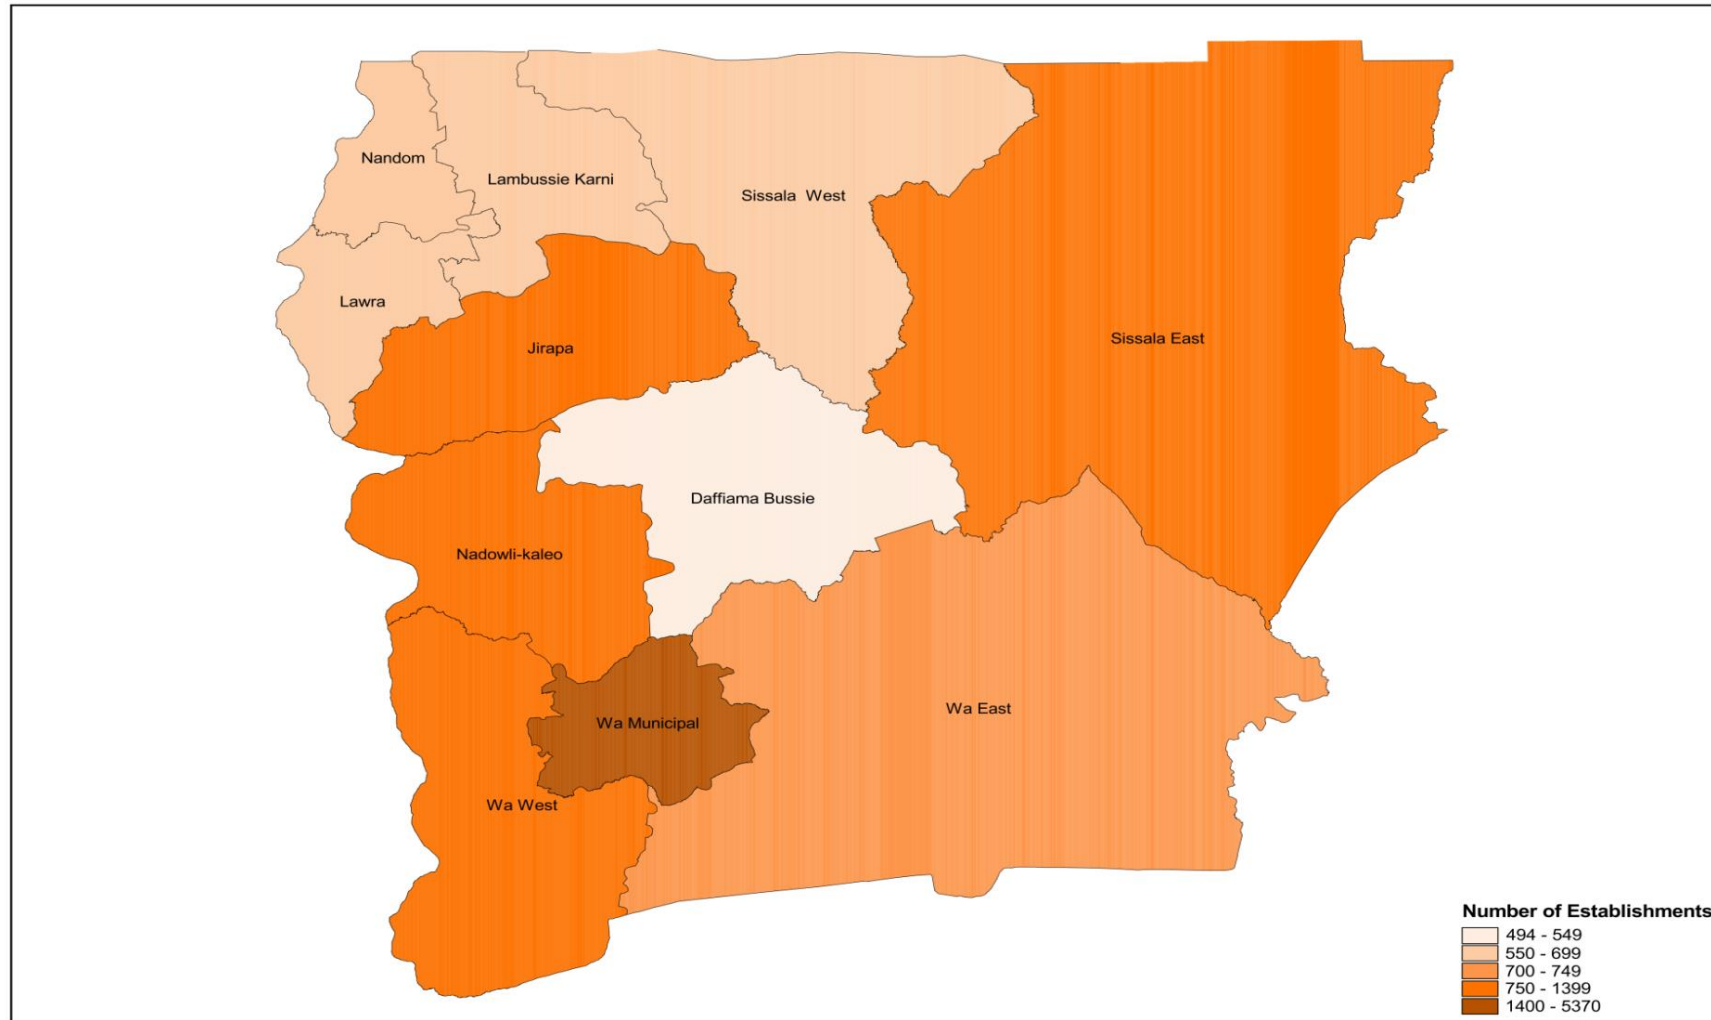 Nandom
Lambussie Karni
Sissala West
Lawra
Jirapa
Sissala East
Daffiama Bussie
Nadowli-kaleo
Wa East
Wa Municipal
Wa West
Number of Establishments
494 - 549
550 - 699
700 - 749
750 - 1399
1400 - 5370